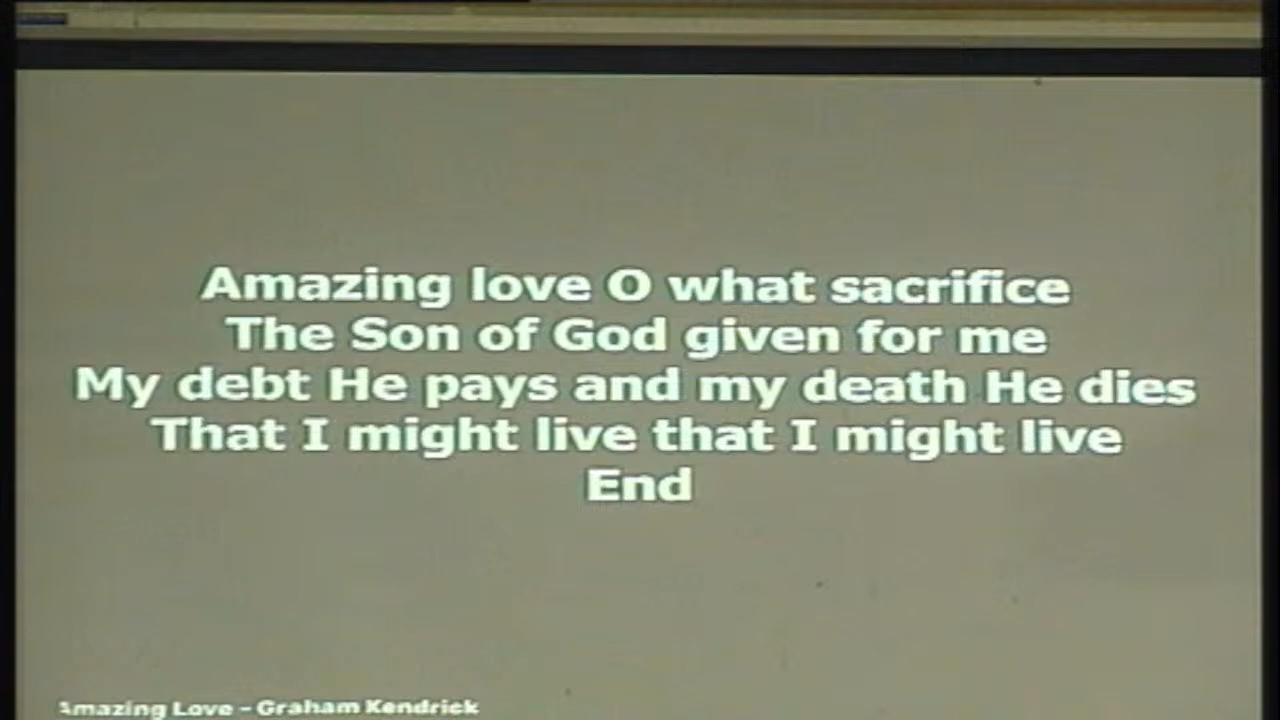 Amazing love O what sacrifice
The Son of God given for me
My debt He pays and my death He dies
That I might live that I might live
End
Amazing Love - Graham Kendrick